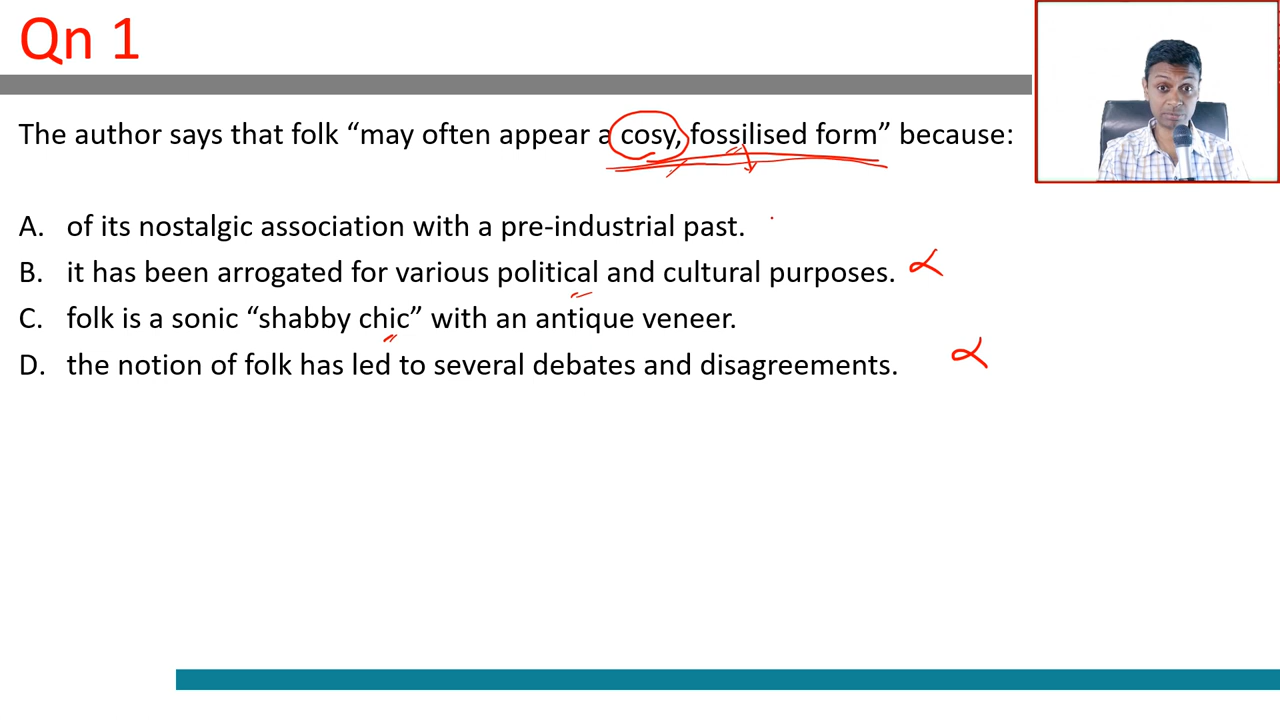 Qn 1
The author says that folk “may often appear a cosy, fossilised form” because:
A. of its nostalgic association with a pre-industrial past.
B. it has been arrogated for various political and cultural purposes.
C. folk is a sonic “shabby chic” with an antique veneer.
D. the notion of folk has led to several debates and disagreements.